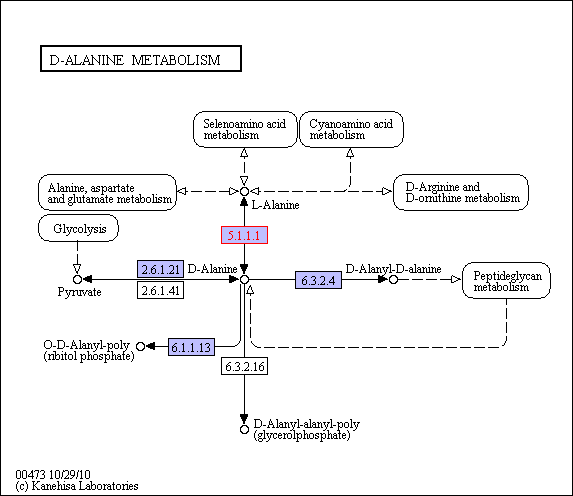 D-ALANINE METABOLISM
Selenoamino acid
metabolism
Cyanoamino acid
metabolism
Alanine, aspartate
and glutamate metabolism
L-Alanine
D-Arginine and
D-ornithine metabolism
Glycolysis
5.1.1.1
2.6.1.21
D-Alanine
6.3.2.4
D-Alanyl-D-alanine
Peptideglycan
metabolism
Pyruvate
2.6.1.41
O-D-Alanyl-poly
(ribitol phosphate)
6.1.1.13
6.3.2.16
D-Alanyl-alanyl-poly
(glycerolphosphate)
00473 10/29/10
(c) Kanehisa Laboratories